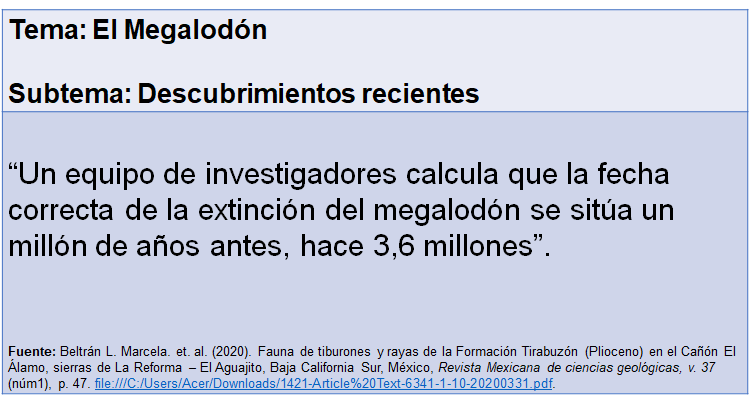 Tema: El Megalodón
Subtema: Descubrimientos recientes
“Un equipo de investigadores calcula que la fecha
correcta de la extinción del megalodón se sitúa un
millón de años antes, hace 3,6 millones”.
Fuente: Beltrán L. Marcela. et. al. (2020). Fauna de tiburones y rayas de la Formación Tirabuzón (Plioceno) en el Cañón El
Álamo, sierras de La Reforma – El Aguajito, Baja California Sur, México, Revista Mexicana de ciencias geológicas, v. 37
(núm1), p. 47. file:///C:/Users/Acer/Downloads/1421-Article%20Text-6341-1-10-20200331.pdf.